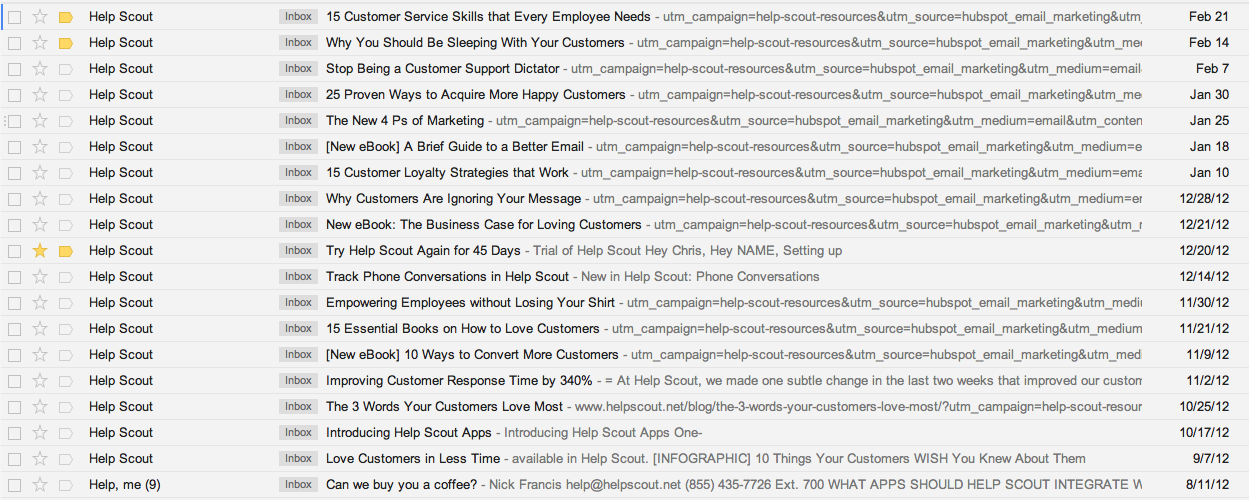 Help Scout Inbox 15 Customer Service Skills that Every Employee Needs - utm_campaign=help-scout-resources&utm_source=hubspot_email_marketing&utm_ Feb 21
Help Scout Inbox Why You Should Be Sleeping With Your Customers - utm_campaign=help-scout-resources&utm_source=hubspot_email_marketing&utm_me Feb 14
Help Scout Inbox Stop Being a Customer Support Dictator - utm_campaign=help-scout-resources&utm_source=hubspot_email_marketing&utm_medium=email Feb 7
Help Scout Inbox 25 Proven Ways to Acquire More Happy Customers - utm_campaign=help-scout-resources&utm_source=hubspot_email_marketing&utm_me Jan 30
Help Scout Inbox The New 4 Ps of Marketing - utm_campaign=help-scout-resources&utm_source=hubspot_email_marketing&utm_medium=email&utm_conten Jan 25
Help Scout Inbox [New eBook] A Brief Guide to a Better Email - utm_campaign=help-scout-resources&utm_source=hubspot_email_marketing&utm_medium=e Jan 18
Help Scout Inbox 15 Customer Loyalty Strategies that Work - utm_campaign=help-scout-resources&utm_source=hubspot_email_marketing&utm_medium=ema Jan 10
Help Scout Inbox Why Customers Are Ignoring Your Message - utm_campaign=help-scout-resources&utm_source=hubspot_email_marketing&utm_medium=e 12/28/12
Help Scout Inbox New eBook: The Business Case for Loving Customers - utm_campaign=help-scout-resources&utm_source=hubspot_email_marketing&utm_ 12/21/12
Help Scout Inbox Try Help Scout Again for 45 Days - Trial of Help Scout Hey Chris, Hey NAME, Setting up 12/20/12
Help Scout Inbox Track Phone Conversations in Help Scout - New in Help Scout: Phone Conversations 12/14/12
Help Scout Inbox Empowering Employees without Losing Your Shirt - utm_campaign=help-scout-resources&utm_source=hubspot_email_marketing&utm_medi 11/30/12
Help Scout Inbox 15 Essential Books on How to Love Customers - utm_campaign=help-scout-resources&utm_source=hubspot_email_marketing&utm_medium 11/21/12
Help Scout Inbox [New eBook] 10 Ways to Convert More Customers - utm_campaign=help-scout-resources&utm_source=hubspot_email_marketing&utm_med 11/9/12
Help Scout Inbox Improving Customer Response Time by 340% - = At Help Scout, we made one subtle change in the last two weeks that improved our custom 11/2/12
Help Scout Inbox The 3 Words Your Customers Love Most - www.helpscout.net/blog/the-3-words-your-customers-love-most/?utm_campaign=help-scout-resour 10/25/12
Help Scout Inbox Introducing Help Scout Apps - Introducing Help Scout Apps One- 10/17/12
Help Scout Inbox Love Customers in Less Time - available in Help Scout. [INFOGRAPHIC] 10 Things Your Customers WISH You Knew About Them 9/7/12
Help, me (9) Inbox Can we buy you a coffee? - Nick Francis help@helpscout.net (855) 435-7726 Ext. 700 WHAT APPS SHOULD HELP SCOUT INTEGRATE W 8/11/12